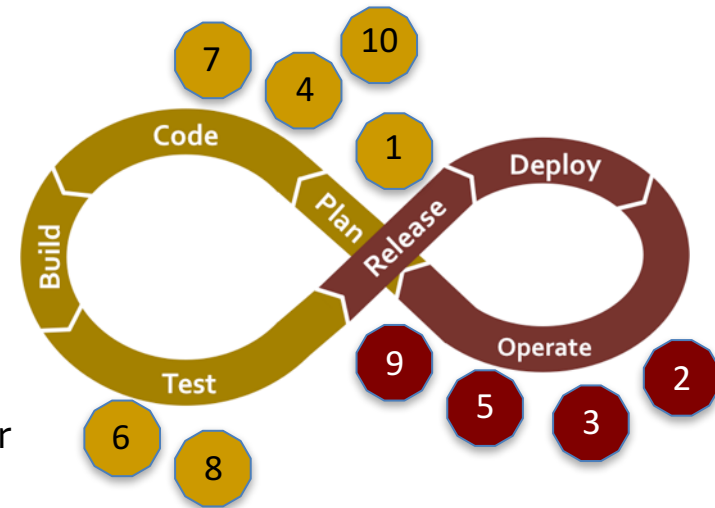 10
7
4
Code
1
Deploy
Plan
Release
Build
Operate
Test
9
2
5
3
r
6
8